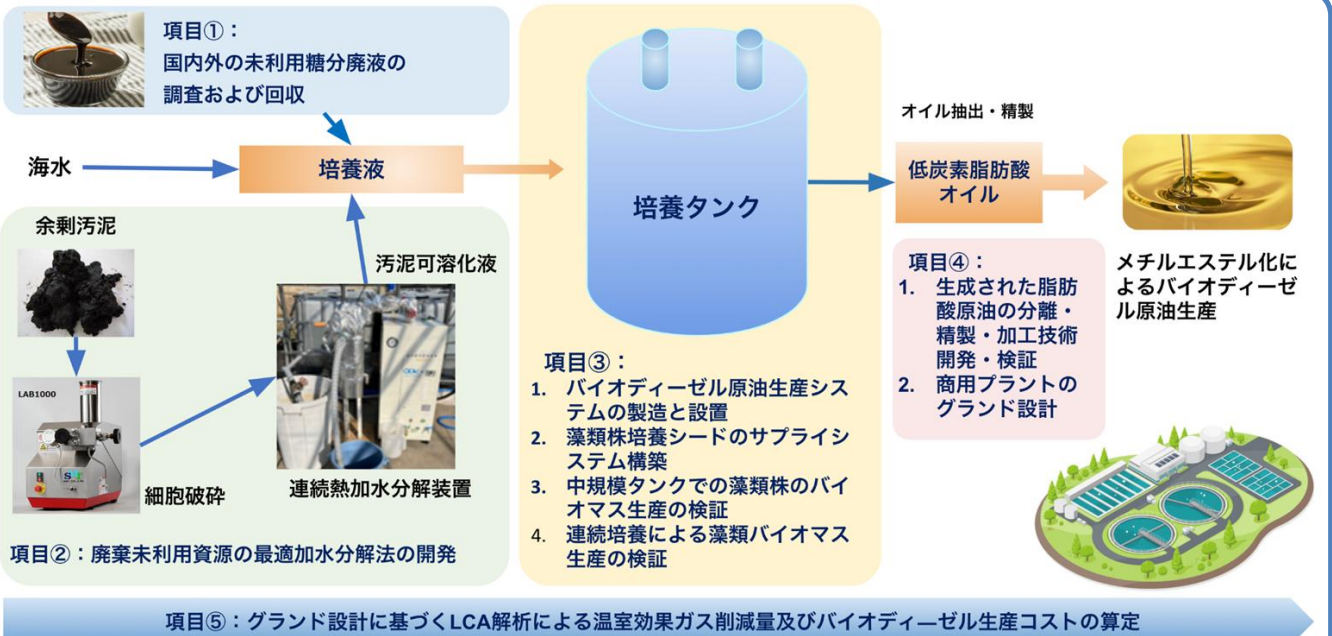 項目①：
国内外の未利用糖分廃液の
調査および回収
海水
培養液
余剰汚泥
汚泥可溶化液
LAB1000
細胞破砕
連続熱加水分解装置
項目②：廃棄未利用資源の最適加水分解法の開発
培養タンク
項目③：
1. バイオディーゼル原油生産シ
ステムの製造と設置
2. 藻類株培養シードのサプライシ
ステム構築
3. 中規模タンクでの藻類株のバイ
オマス生産の検証
4. 連続培養による藻類バイオマス
生産の検証
オイル抽出・精製
低炭素脂肪酸
オイル
項目④：
1. 生成された脂肪
酸原油の分離・
精製・加工技術
開発・検証
2. 商用プラントの
グランド設計
メチルエステル化に
よるバイオディーゼ
ル原油生産
項目⑤：グランド設計に基づくLCA解析による温室効果ガス削減量及びバイオディーゼル生産コストの算定